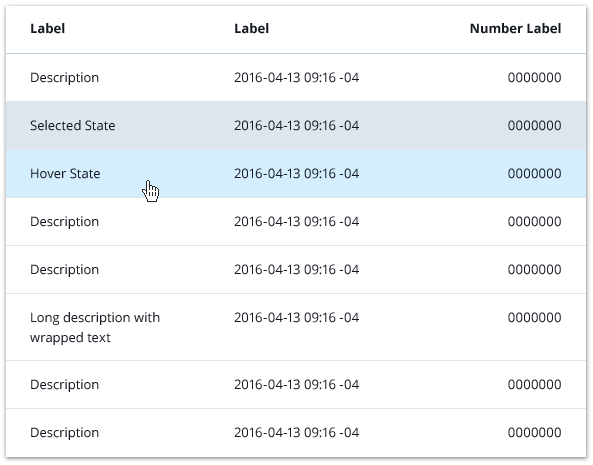 Label Label Number Label
Description 2016-04-13 09:16 -04 0000000
Selected State 2016-04-13 09:16 -04 0000000
Hover State 2016-04-13 09:16 -04 0000000
Description 2016-04-13 09:16 -04 0000000
Description 2016-04-13 09:16 -04 0000000
Long description with 2016-04-13 09:16 -04 0000000
wrapped text
Description 2016-04-13 09:16 -04 0000000
Description 2016-04-13 09:16 -04 0000000